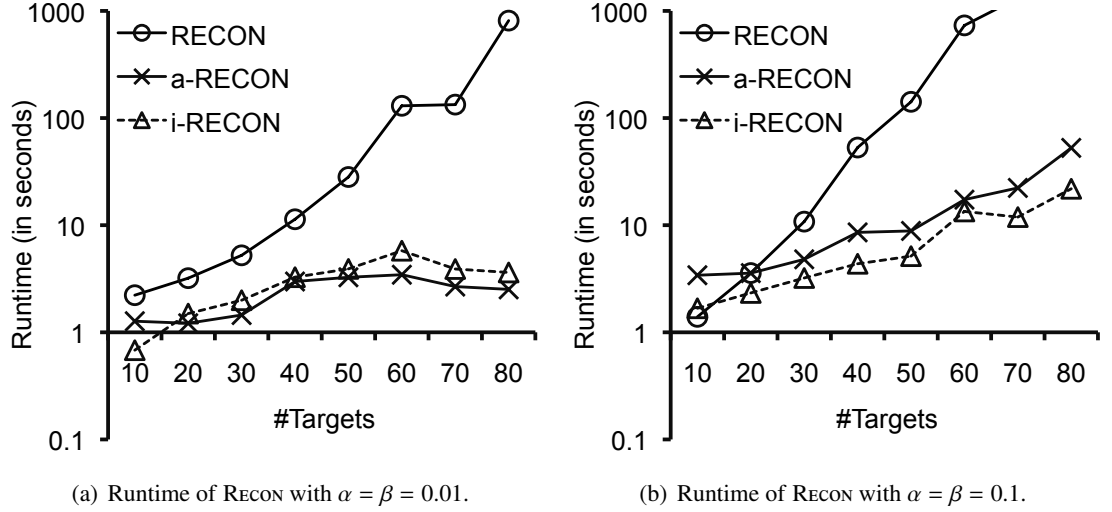 1000
100
10
1
0.1
Runtime (in seconds)
RECON
a-RECON
i-RECON
10 20 30 40 50 60 70 80
#Targets
(a) Runtime of RECON with α = β = 0.01.
1000
100
10
1
0.1
Runtime (in seconds)
RECON
a-RECON
i-RECON
10 20 30 40 50 60 70 80
#Targets
(b) Runtime of RECON with α = β = 0.1.